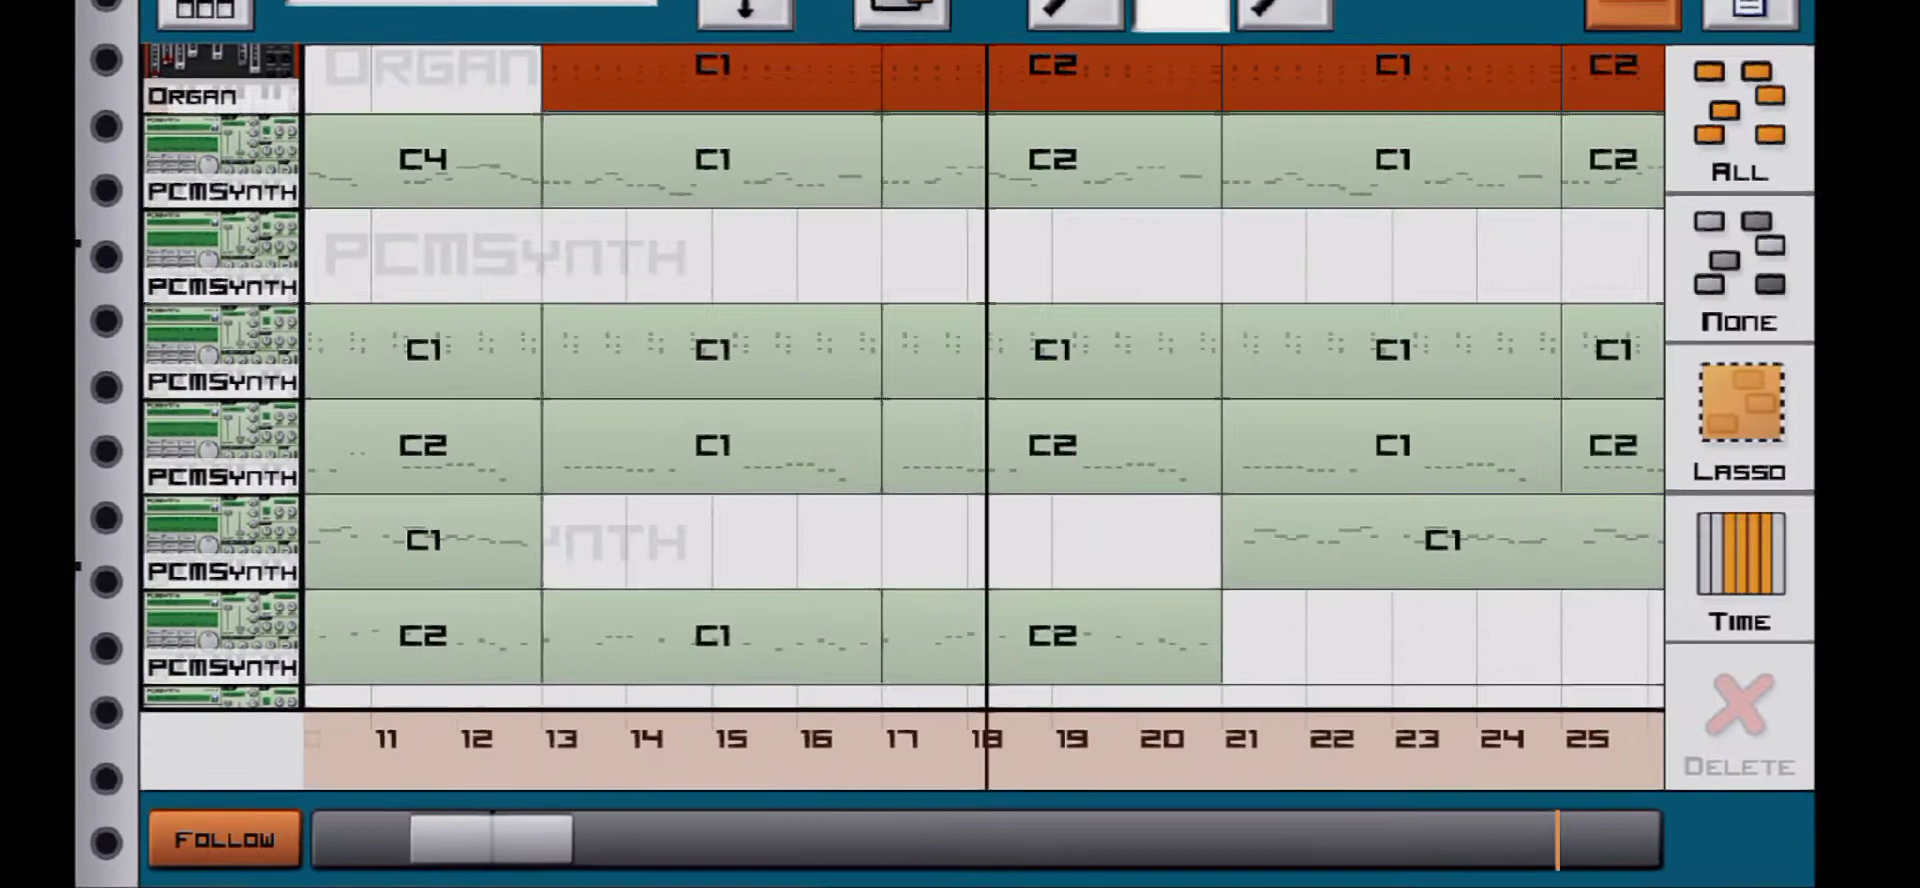 ORGAN
ORGAN C1 C2 C1 C2
PCMSYNTH C4 C1 C2 C1 C2
ALL
PCMSYNTH
PCMSYNTH
NONE
PCMSYNTH C1 C1 C1 C1 C1
PCMSYNTH C2 C1 C2 C1 C2
LASSO
PCMSYNTH C1 NTH C1
PCMSYNTH C2 C1 C2
TIME
11 12 13 14 15 16 17 18 19 20 21 22 23 24 25
DELETE
FOLLOW